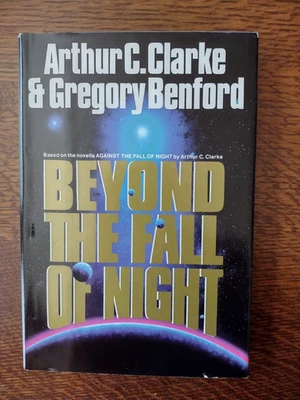 Arthur C. Clarke
& Gregory Benford
Based on the novella AGAINST THE FALL OF NIGHT by Arthur C. Clarke
BEYOND
THE FALL
OF NIGHT